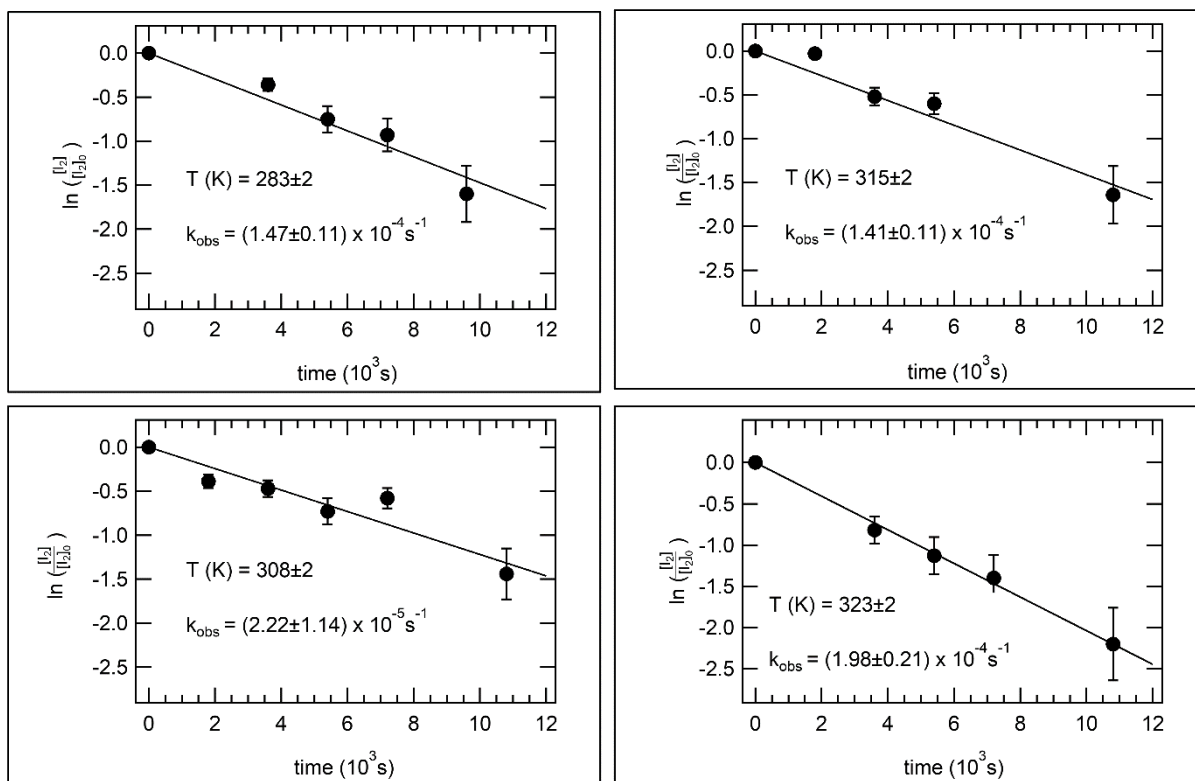 0.0
-0.5
-1.0
-1.5
-2.0
-2.5
ln ([I₂]/[I₂]₀)
T (K) = 283±2
k_obs = (1.47±0.11) x 10⁻⁴s⁻¹
0 2 4 6 8 10 12
time (10³s)
0.0
-0.5
-1.0
-1.5
-2.0
-2.5
ln ([I₂]/[I₂]₀)
T (K) = 315±2
k_obs = (1.41±0.11) x 10⁻⁴s⁻¹
0 2 4 6 8 10 12
time (10³s)
0.0
-0.5
-1.0
-1.5
-2.0
-2.5
ln ([I₂]/[I₂]₀)
T (K) = 308±2
k_obs = (2.22±1.14) x 10⁻⁵s⁻¹
0 2 4 6 8 10 12
time (10³s)
0.0
-0.5
-1.0
-1.5
-2.0
-2.5
ln ([I₂]/[I₂]₀)
T (K) = 323±2
k_obs = (1.98±0.21) x 10⁻⁴s⁻¹
0 2 4 6 8 10 12
time (10³s)